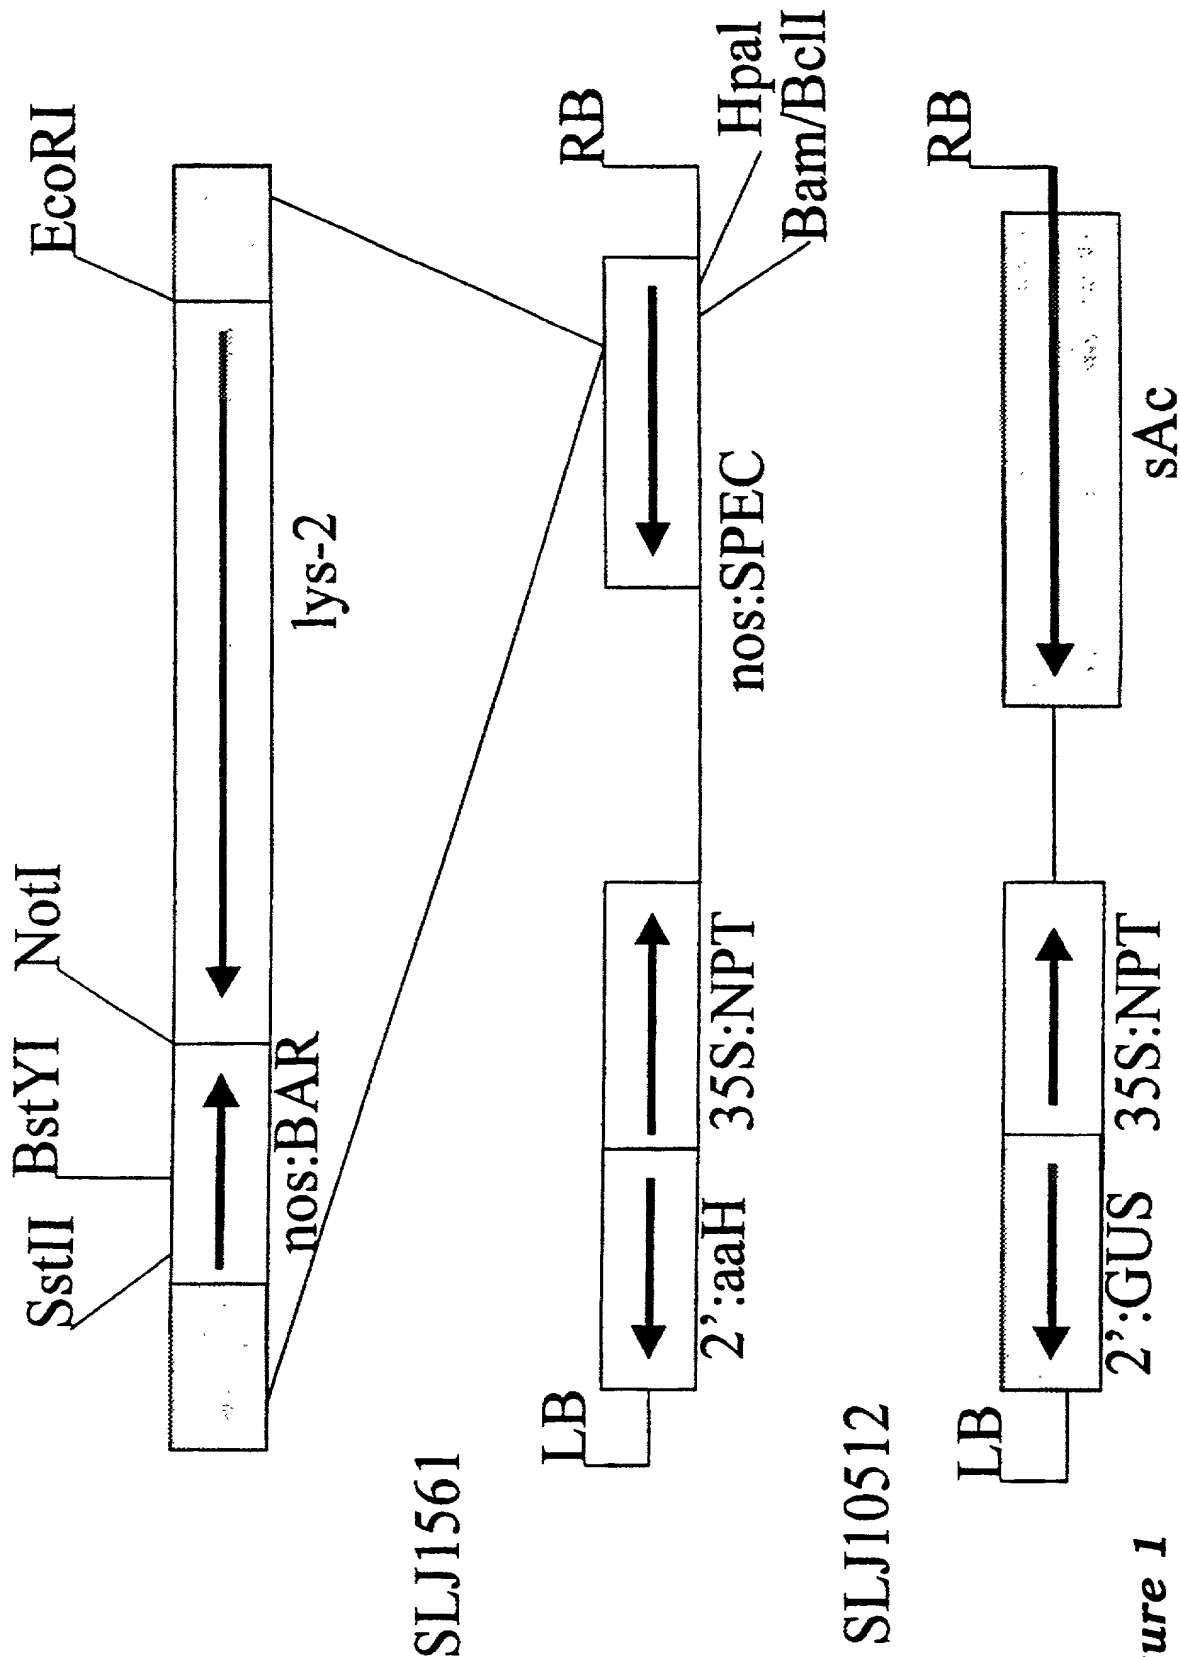 SstII
BstYI
NotI
EcoRI
nos:BAR
lys-2
SLJ1561
LB
RB
2':aaH
35S:NPT
nos:SPEC
HpaI
Bam/BclI
SLJ10512
LB
RB
2':GUS
35S:NPT
sAc
ure 1